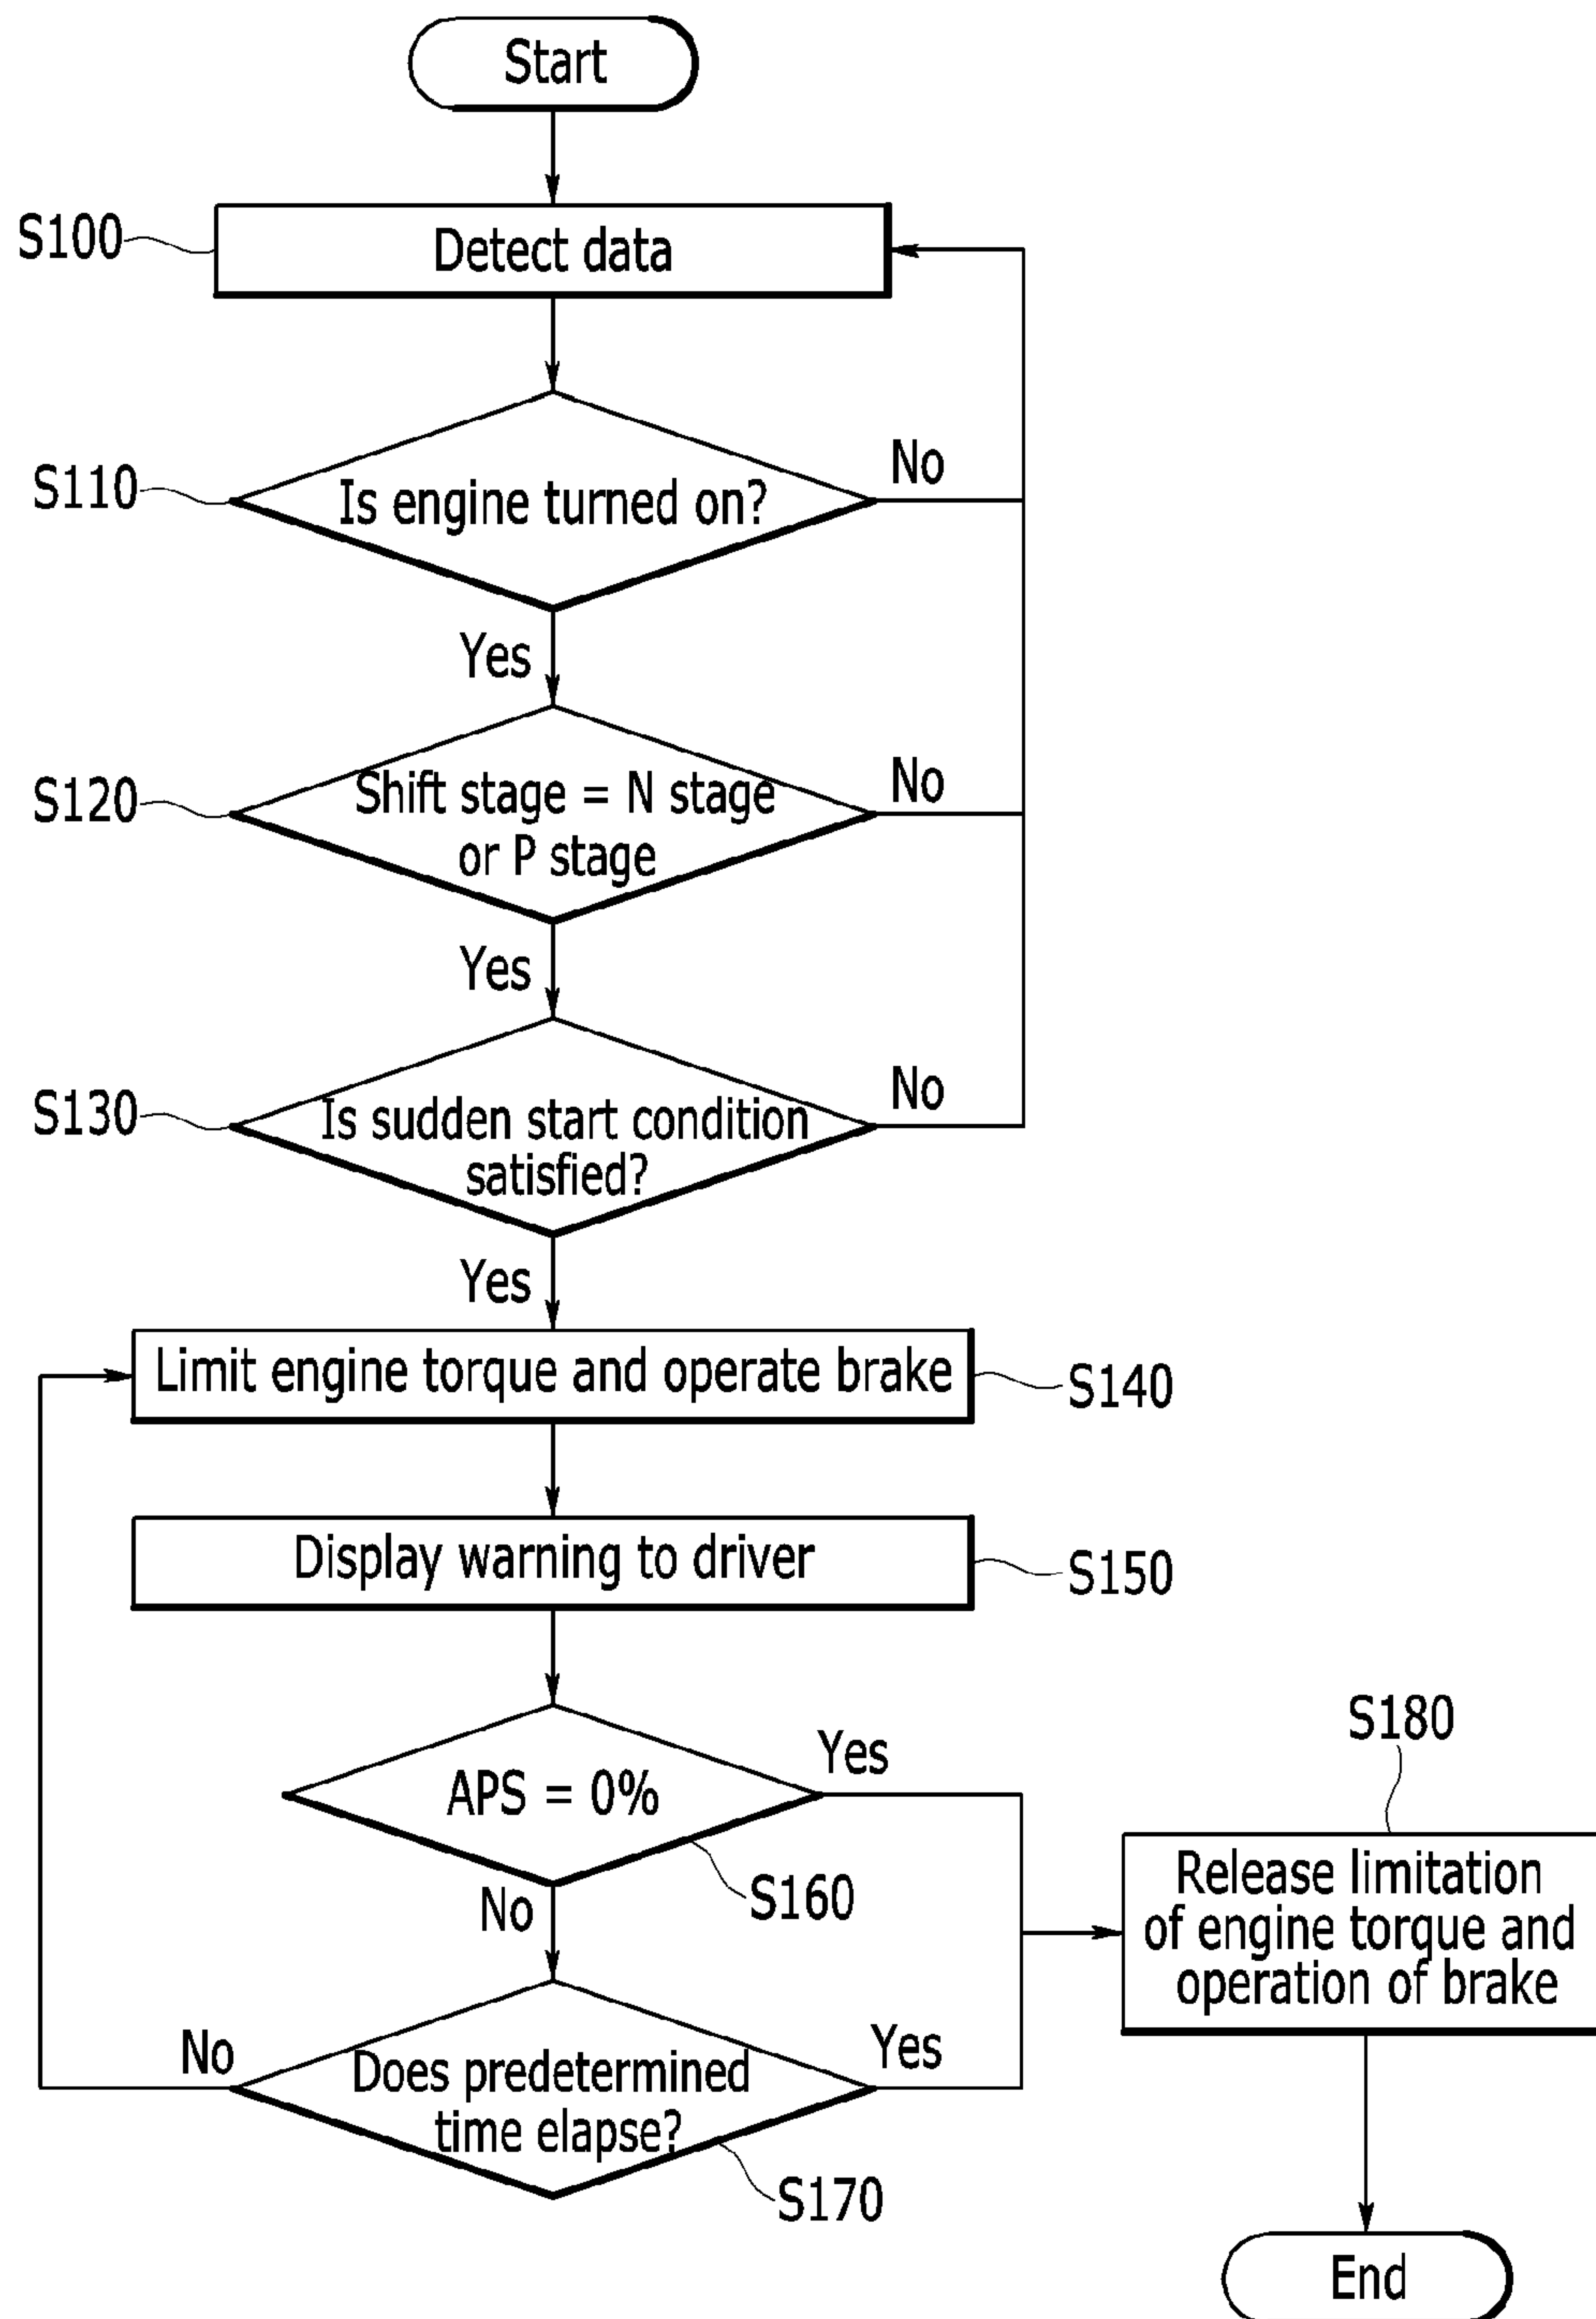 Start
S100
Detect data
S110
Is engine turned on?
No
Yes
S120
Shift stage = N stage
or P stage
No
Yes
S130
Is sudden start condition
satisfied?
No
Yes
Limit engine torque and operate brake
S140
Display warning to driver
S150
APS = 0%
Yes
S160
No
S180
Release limitation
of engine torque and
operation of brake
No
Does predetermined
time elapse?
Yes
S170
End